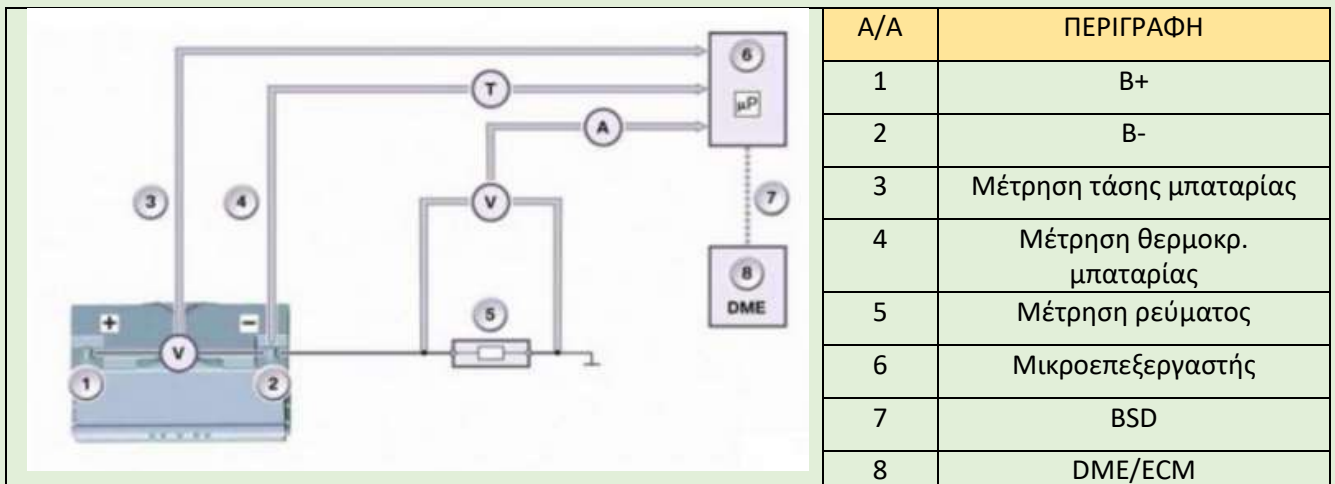 6
µP
T
A
3
4
V
7
8
DME
5
+
-
V
1
2
Α/Α ΠΕΡΙΓΡΑΦΗ
1 B+
2 B-
3 Μέτρηση τάσης μπαταρίας
4 Μέτρηση θερμοκρ.
μπαταρίας
5 Μέτρηση ρεύματος
6 Μικροεπεξεργαστής
7 BSD
8 DME/ECM